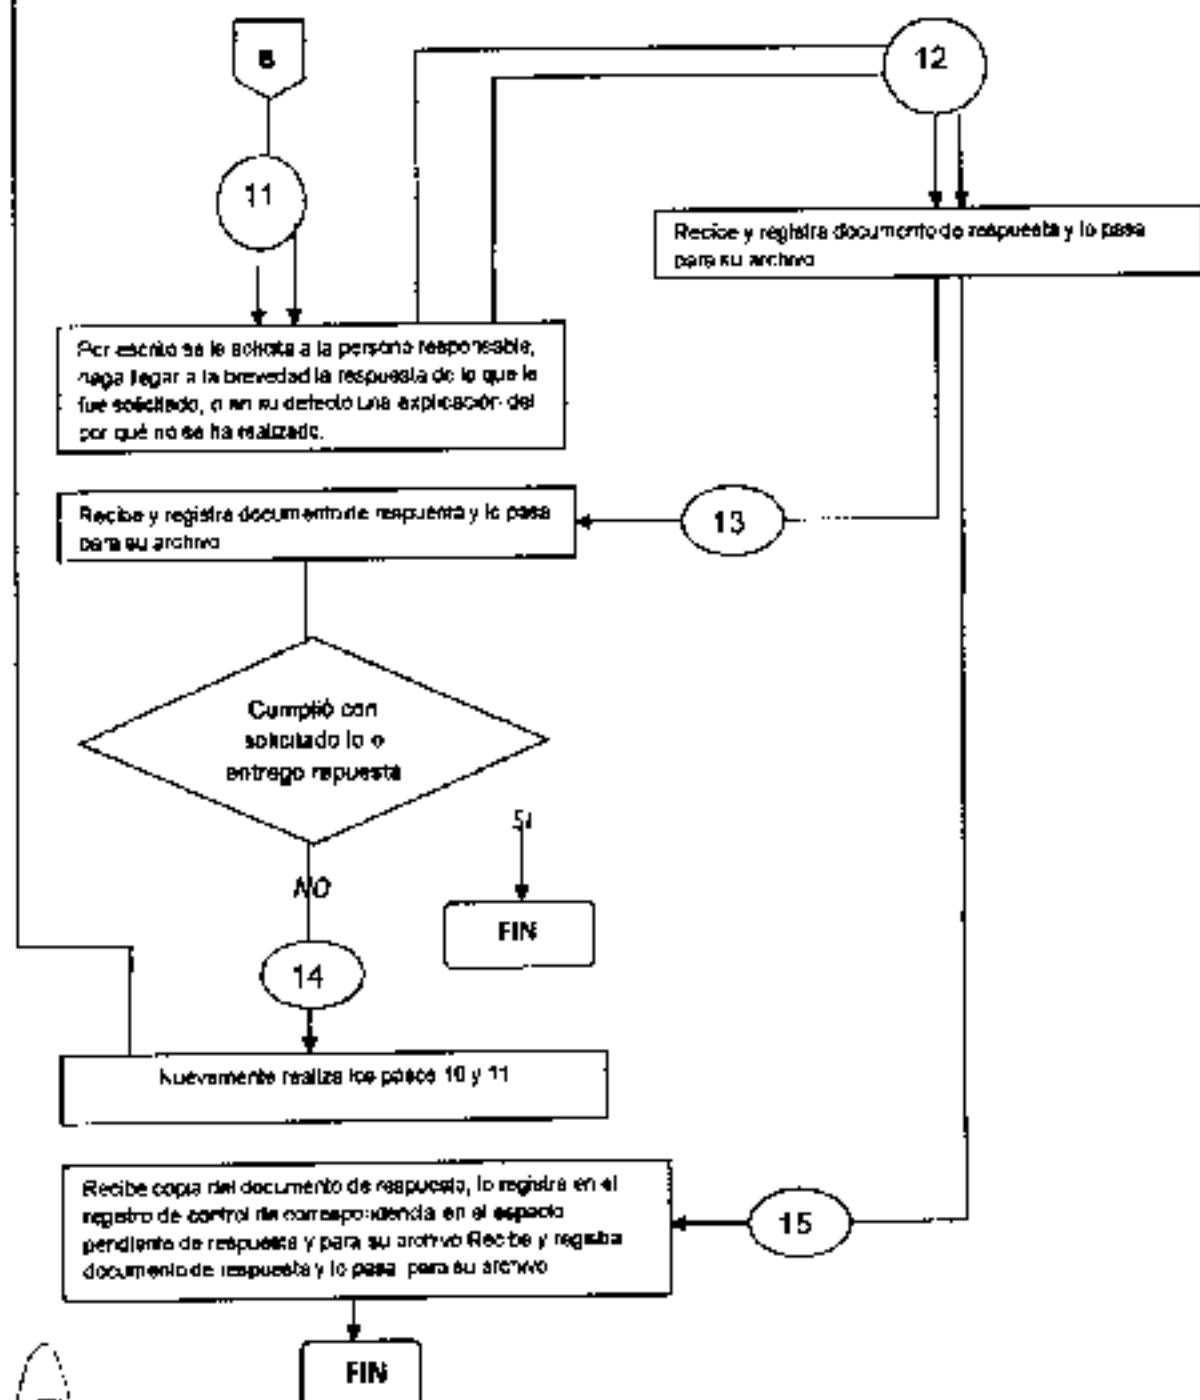 B
12
11
Recibe y registra documento de respuesta y lo pasa
para su archivo
Por escrito se le solicita a la persona responsable,
haga llegar a la brevedad la respuesta de lo que le
fue solicitado, o en su defecto una explicación del
por qué no se ha realizado.
Recibe y registra documento de respuesta y lo pasa
para su archivo
13
Cumplió con
solicitado lo o
entrego repuesta
SI
NO
FIN
14
Nuevamente realiza los pasos 10 y 11
Recibe copia del documento de respuesta, lo registra en el
registro de control de correspondencia en el espacio
pendiente de respuesta y para su archivo Recibe y registra
documento de respuesta y lo pasa para su archivo
15
FIN